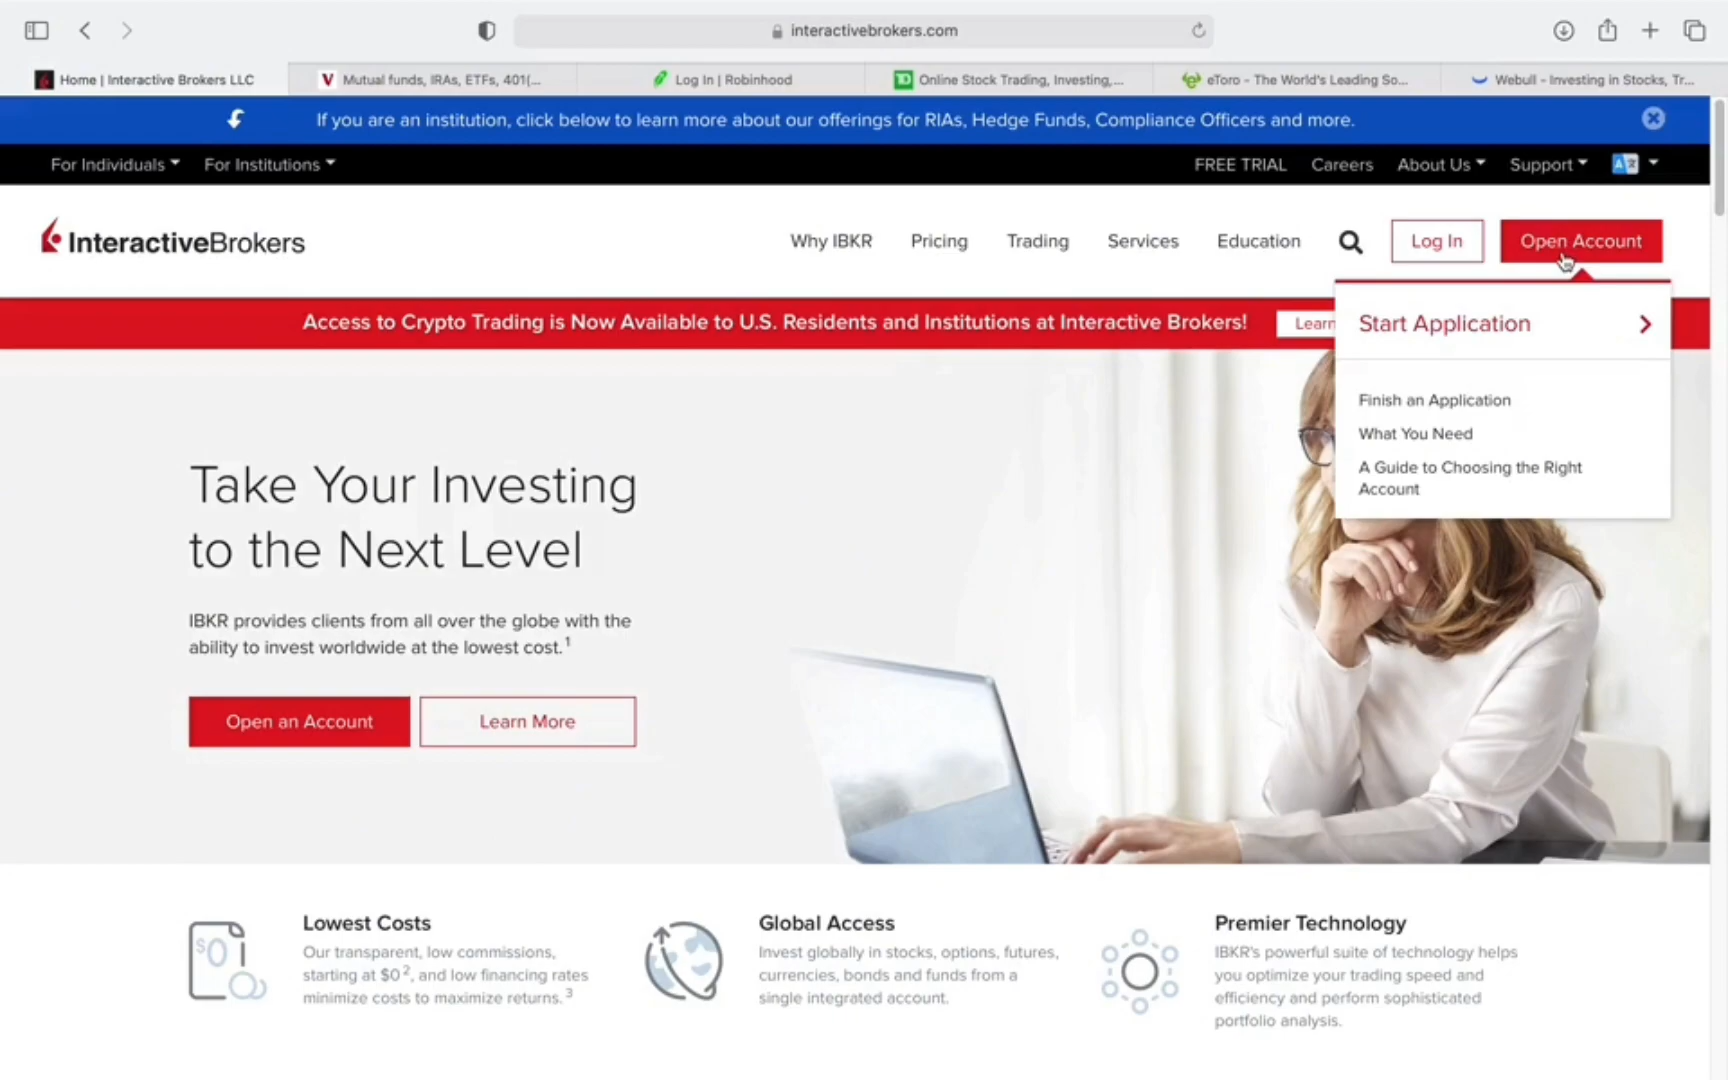 interactivebrokers.com
Home | Interactive Brokers LLC
Mutual funds, IRAs, ETFs, 401(...
Log In | Robinhood
Online Stock Trading, Investing,...
eToro - The World's Leading So...
Webull - Investing in Stocks, Tr...
If you are an institution, click below to learn more about our offerings for RIAs, Hedge Funds, Compliance Officers and more.
For Individuals
For Institutions
FREE TRIAL
Careers
About Us
Support
InteractiveBrokers
Why IBKR
Pricing
Trading
Services
Education
Log In
Open Account
Access to Crypto Trading is Now Available to U.S. Residents and Institutions at Interactive Brokers!
Learn
Start Application
Finish an Application
What You Need
A Guide to Choosing the Right
Account
Take Your Investing
to the Next Level
IBKR provides clients from all over the globe with the
ability to invest worldwide at the lowest cost.¹
Open an Account
Learn More
$0
Lowest Costs
Our transparent, low commissions,
starting at $0², and low financing rates
minimize costs to maximize returns.³
Global Access
Invest globally in stocks, options, futures,
currencies, bonds and funds from a
single integrated account.
Premier Technology
IBKR's powerful suite of technology helps
you optimize your trading speed and
efficiency and perform sophisticated
portfolio analysis.